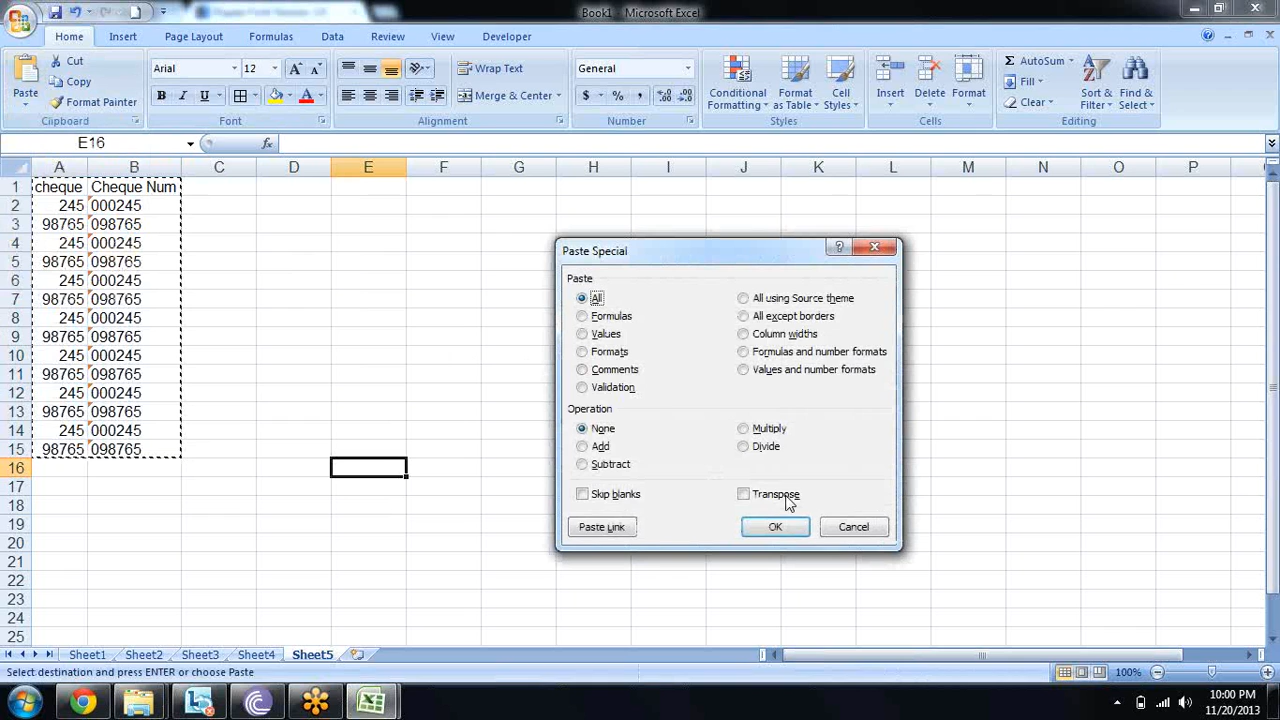 Book1 - Microsoft Excel
Home Insert Page Layout Formulas Data Review View Developer
Paste Cut Arial 12 Wrap Text General Conditional Formatting Format as Table Cell Styles Insert Delete Format AutoSum Sort & Filter Find & Select
Copy Fill
Format Painter B I U A Merge & Center $ % , Clear
Clipboard Font Alignment Number Styles Cells Editing
E16 fx
A B C D E F G H I J K L M N O P
1 cheque Cheque Num
2 245 000245
3 98765 098765
4 245 000245
5 98765 098765
6 245 000245
7 98765 098765
8 245 000245
9 98765 098765
10 245 000245
11 98765 098765
12 245 000245
13 98765 098765
14 245 000245
15 98765 098765
16
17
18
19
20
21
22
23
24
25
Paste Special
Paste
All All using Source theme
Formulas All except borders
Values Column widths
Formats Formulas and number formats
Comments Values and number formats
Validation
Operation
None Multiply
Add Divide
Subtract
Skip blanks Transpose
Paste Link OK Cancel
Sheet1 Sheet2 Sheet3 Sheet4 Sheet5
Select destination and press ENTER or choose Paste 100%
10:00 PM
11/20/2013